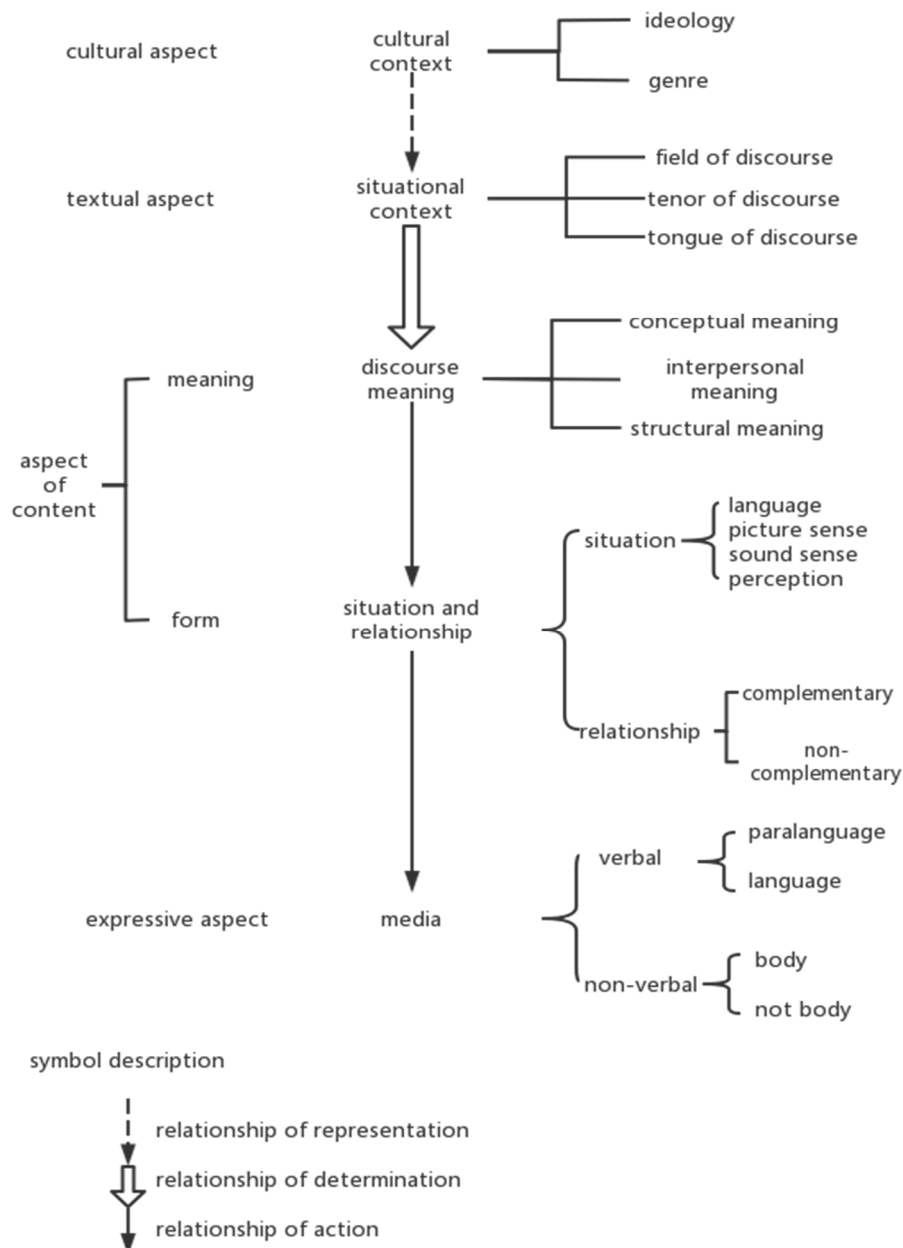 cultural aspect
cultural
context
ideology
genre
textual aspect
situational
context
field of discourse
tenor of discourse
tongue of discourse
aspect
of
content
meaning
discourse
meaning
conceptual meaning
interpersonal
meaning
structural meaning
form
situation and
relationship
situation
language
picture sense
sound sense
perception
relationship
complementary
non-
complementary
expressive aspect
media
verbal
paralanguage
language
non-verbal
body
not body
symbol description
relationship of representation
relationship of determination
relationship of action